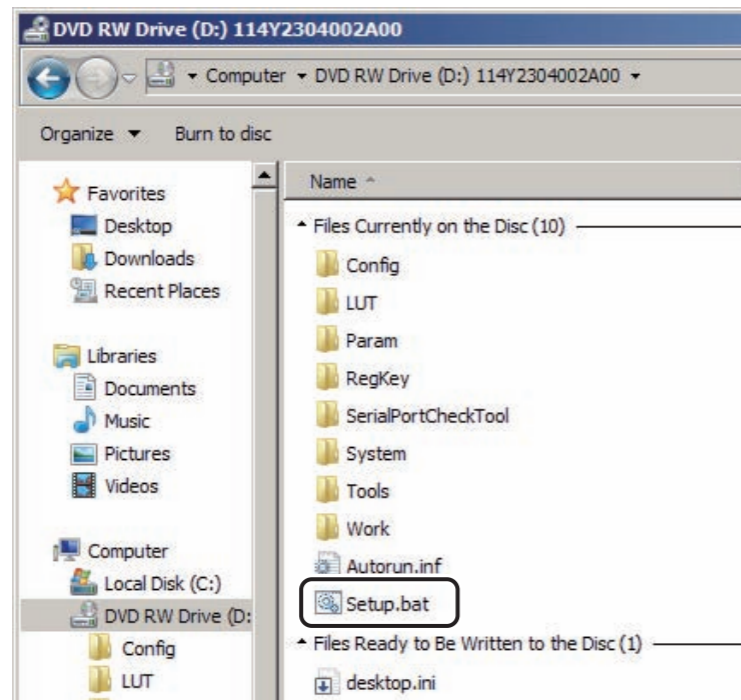 DVD RW Drive (D:) 114Y2304002A00
Computer DVD RW Drive (D:) 114Y2304002A00
Organize Burn to disc
Favorites
Desktop
Downloads
Recent Places
Libraries
Documents
Music
Pictures
Videos
Computer
Local Disk (C:)
DVD RW Drive (D:
Config
LUT
Name
Files Currently on the Disc (10)
Config
LUT
Param
RegKey
SerialPortCheckTool
System
Tools
Work
Autorun.inf
Setup.bat
Files Ready to Be Written to the Disc (1)
desktop.ini